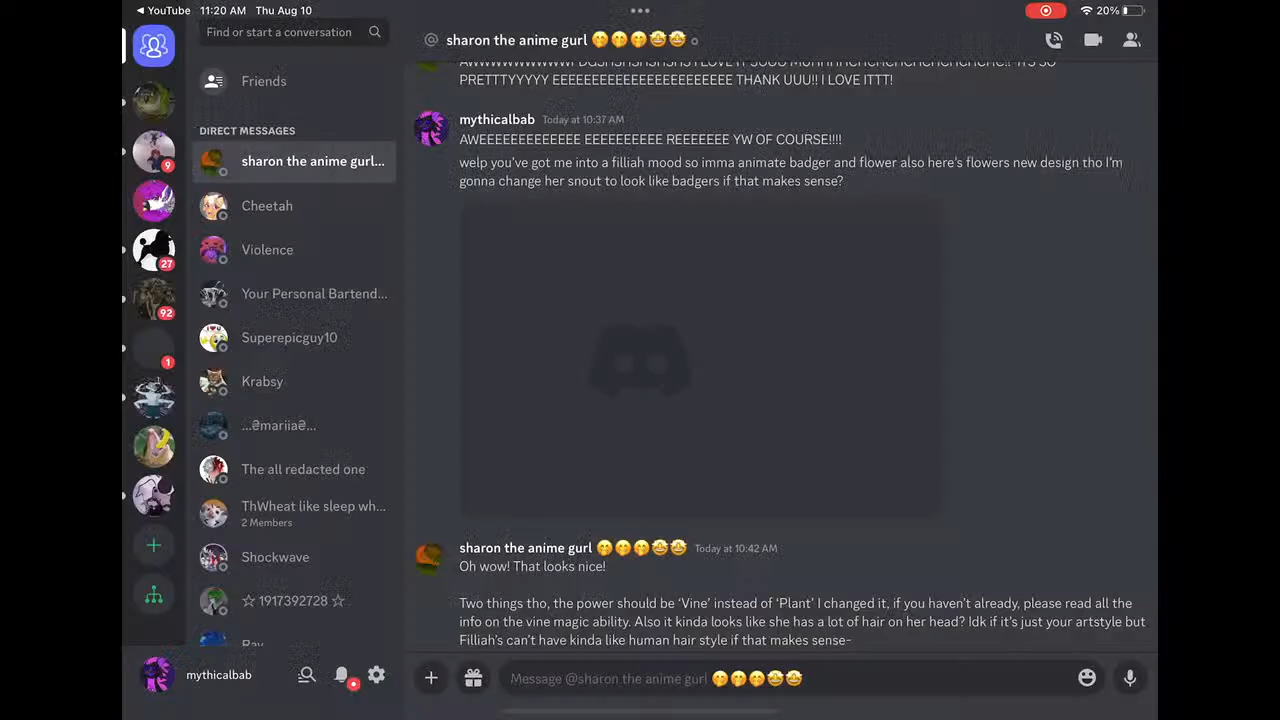 YouTube 11:20 AM Thu Aug 10
20%
Find or start a conversation
@ sharon the anime gurl 🤭🤭🤭🤩🤩
Friends
DIRECT MESSAGES
sharon the anime gurl...
Cheetah
Violence
Your Personal Bartend...
Superepicguy10
Krabsy
...₴mariia₴...
The all redacted one
ThWheat like sleep wh...
2 Members
Shockwave
☆ 1917392728 ☆
Ray
mythicalbab
9
27
92
1
PRETTYYYYY EEEEEEEEEEEEEEEEEEEEEEEE THANK UUU!! I LOVE ITTT!
mythicalbab Today at 10:37 AM
AWEEEEEEEEEEEE EEEEEEEEEE REEEEEEE YW OF COURSE!!!!
welp you've got me into a filliah mood so imma animate badger and flower also here's flowers new design tho I'm
gonna change her snout to look like badgers if that makes sense?
sharon the anime gurl 🤭🤭🤭🤩🤩 Today at 10:42 AM
Oh wow! That looks nice!
Two things tho, the power should be 'Vine' instead of 'Plant' I changed it, if you haven't already, please read all the
info on the vine magic ability. Also it kinda looks like she has a lot of hair on her head? Idk if it's just your artstyle but
Filliah's can't have kinda like human hair style if that makes sense-
Message @sharon the anime gurl 🤭🤭🤭🤩🤩